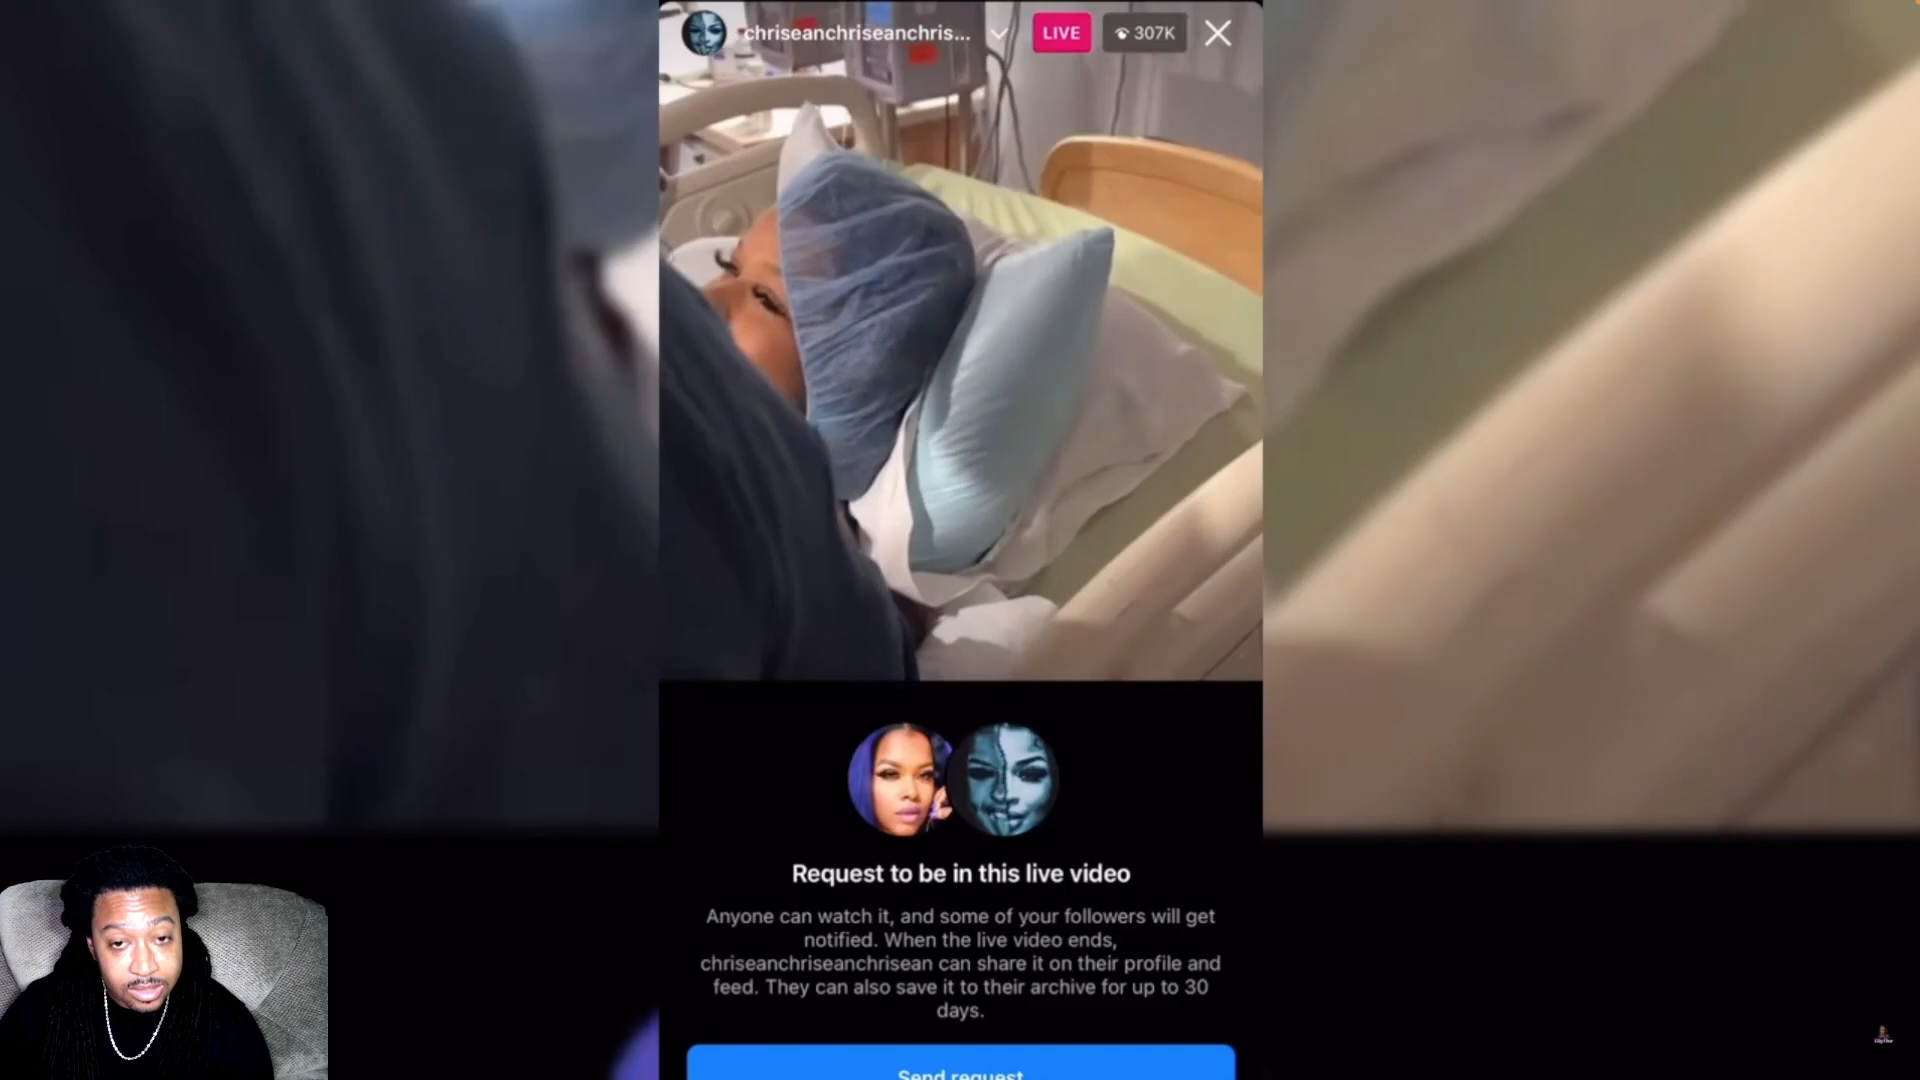 chriseanchriseanchris...
LIVE
307K
Request to be in this live video
Anyone can watch it, and some of your followers will get
notified. When the live video ends,
chriseanchriseanchrisean can share it on their profile and
feed. They can also save it to their archive for up to 30
days.
Send request